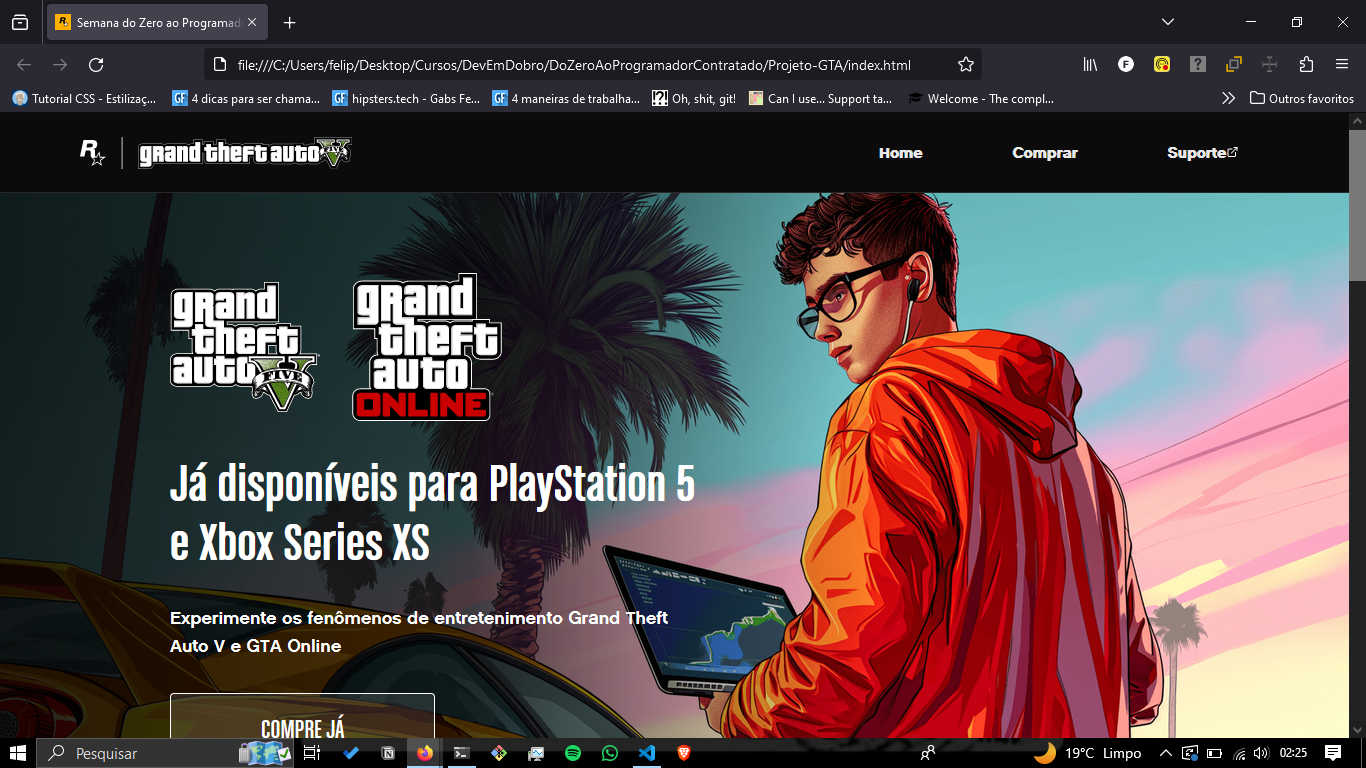 Semana do Zero ao Programad
file:///C:/Users/felip/Desktop/Cursos/DevEmDobro/DoZeroAoProgramadorContratado/Projeto-GTA/index.html
Tutorial CSS - Estilizaç...
4 dicas para ser chama...
hipsters.tech - Gabs Fe...
4 maneiras de trabalha...
Oh, shit, git!
Can I use... Support ta...
Welcome - The compl...
Outros favoritos
grand theft auto V FIVE
Home
Comprar
Suporte
grand
theft
auto V
FIVE
grand
theft
auto
ONLINE
Já disponíveis para PlayStation 5
e Xbox Series XS
Experimente os fenômenos de entretenimento Grand Theft
Auto V e GTA Online
COMPRE JÁ
Pesquisar
19°C Limpo
02:25